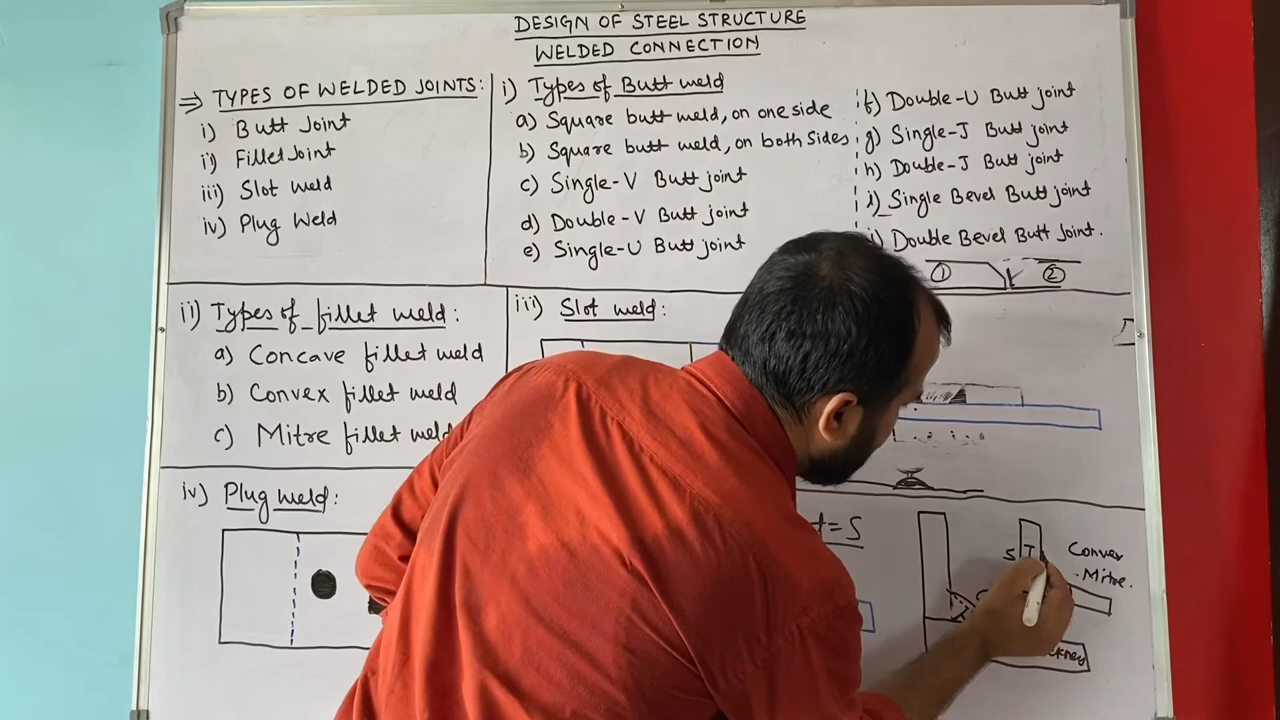 DESIGN OF STEEL STRUCTURE
WELDED CONNECTION
⇒ TYPES OF WELDED JOINTS:
i) Butt Joint
ii) Fillet Joint
iii) Slot weld
iv) Plug Weld
i) Types of Butt weld
a) Square butt weld, on one side
b) Square butt weld, on both Sides
c) Single-V Butt joint
d) Double-V Butt joint
e) Single-U Butt joint
f) Double-U Butt joint
g) Single-J Butt joint
h) Double-J Butt joint
i) Single Bevel Butt joint
j) Double Bevel Butt Joint.
① ②
ii) Types of fillet weld:
a) Concave fillet weld
b) Convex fillet weld
c) Mitre fillet weld
iii) Slot weld:
iv) Plug weld:
t=S
S T
Convex
-Mitre.